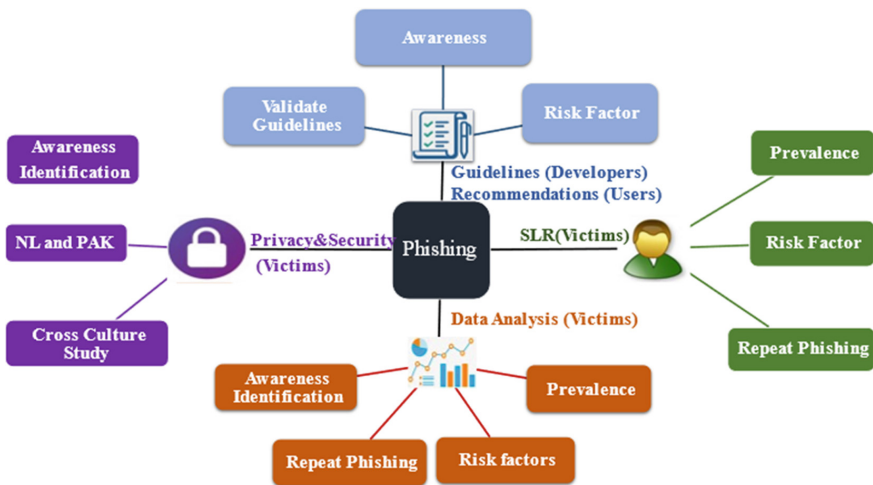 Awareness
Validate
Guidelines
Risk Factor
Awareness
Identification
Guidelines (Developers)
Recommendations (Users)
Prevalence
NL and PAK
Privacy&Security
(Victims)
Phishing
SLR(Victims)
Risk Factor
Cross Culture
Study
Data Analysis (Victims)
Repeat Phishing
Awareness
Identification
Prevalence
Repeat Phishing
Risk factors